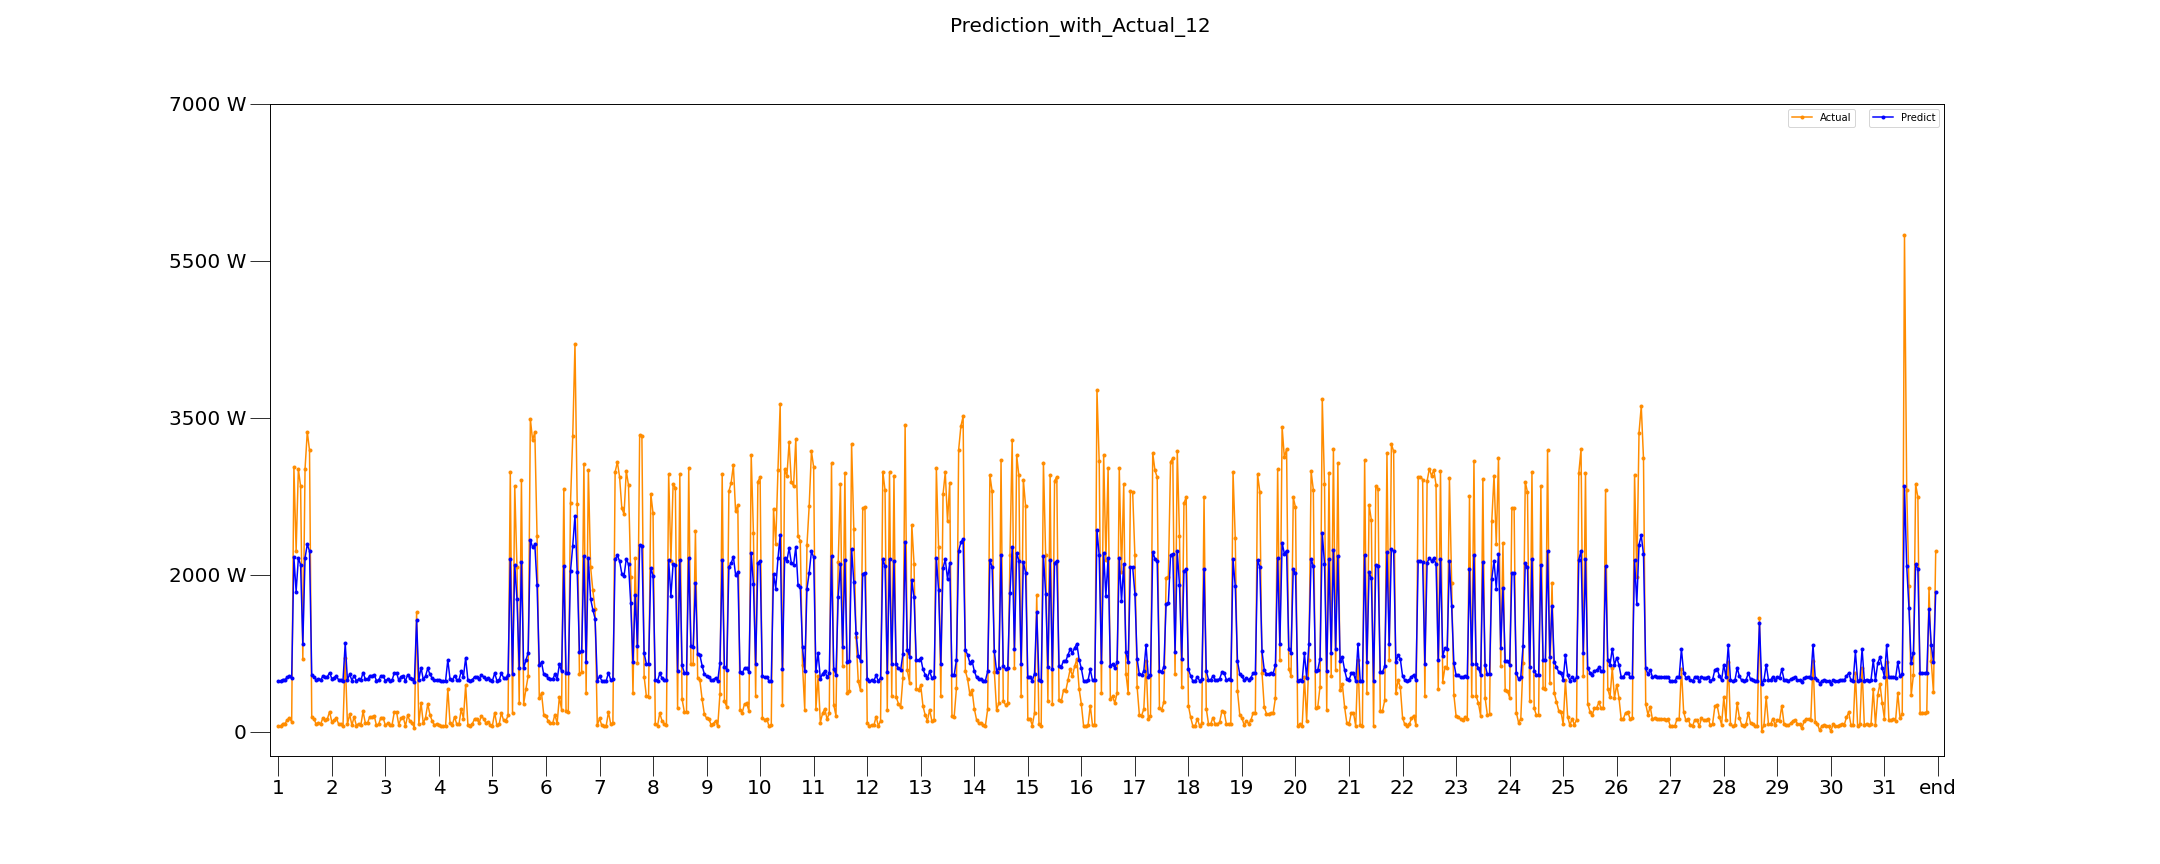 Prediction_with_Actual_12
7000 W
Actual Predict
5500 W
3500 W
2000 W
0
1 2 3 4 5 6 7 8 9 10 11 12 13 14 15 16 17 18 19 20 21 22 23 24 25 26 27 28 29 30 31 end